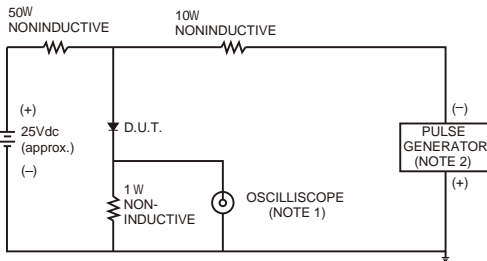 50W
NONINDUCTIVE
10W
NONINDUCTIVE
(+)
25Vdc
(approx.)
(–)
D.U.T.
1 W
NON-
INDUCTIVE
OSCILLISCOPE
(NOTE 1)
(–)
PULSE
GENERATOR
(NOTE 2)
(+)